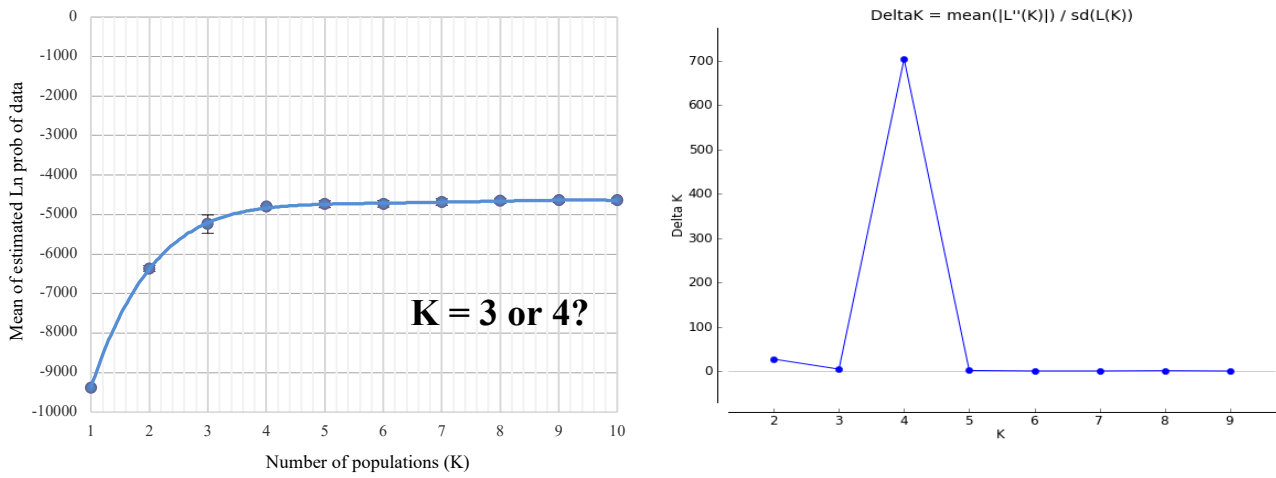 0
-1000
-2000
-3000
-4000
-5000
-6000
-7000
-8000
-9000
-10000
Mean of estimated Ln prob of data
K = 3 or 4?
1 2 3 4 5 6 7 8 9 10
Number of populations (K)
DeltaK = mean(|L''(K)|) / sd(L(K))
700
600
500
400
300
200
100
0
Delta K
2 3 4 5 6 7 8 9
K